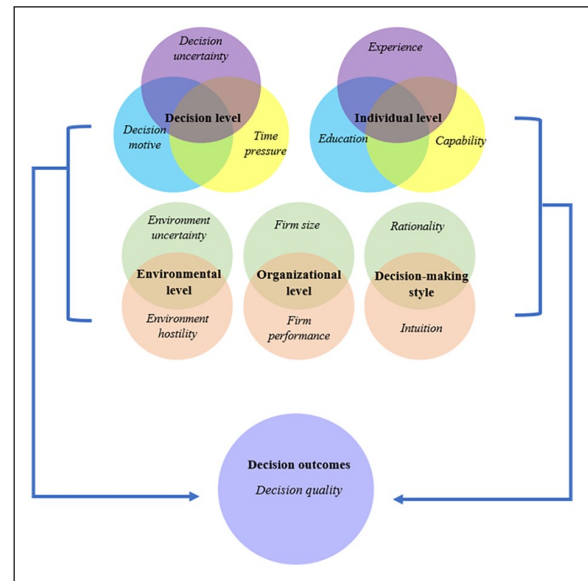 Decision
uncertainty
Decision level
Decision
motive
Time
pressure
Experience
Individual level
Education
Capability
Environment
uncertainty
Environmental
level
Environment
hostility
Firm size
Organizational
level
Firm
performance
Rationality
Decision-making
style
Intuition
Decision outcomes
Decision quality